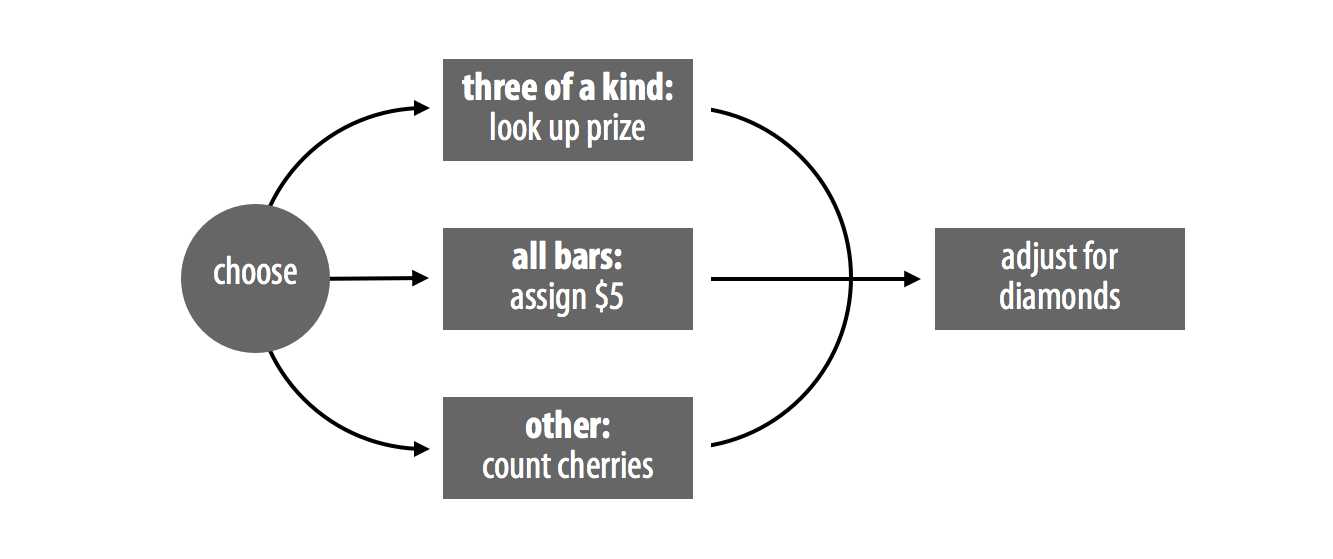 choose
three of a kind:
look up prize
all bars:
assign $5
other:
count cherries
adjust for
diamonds